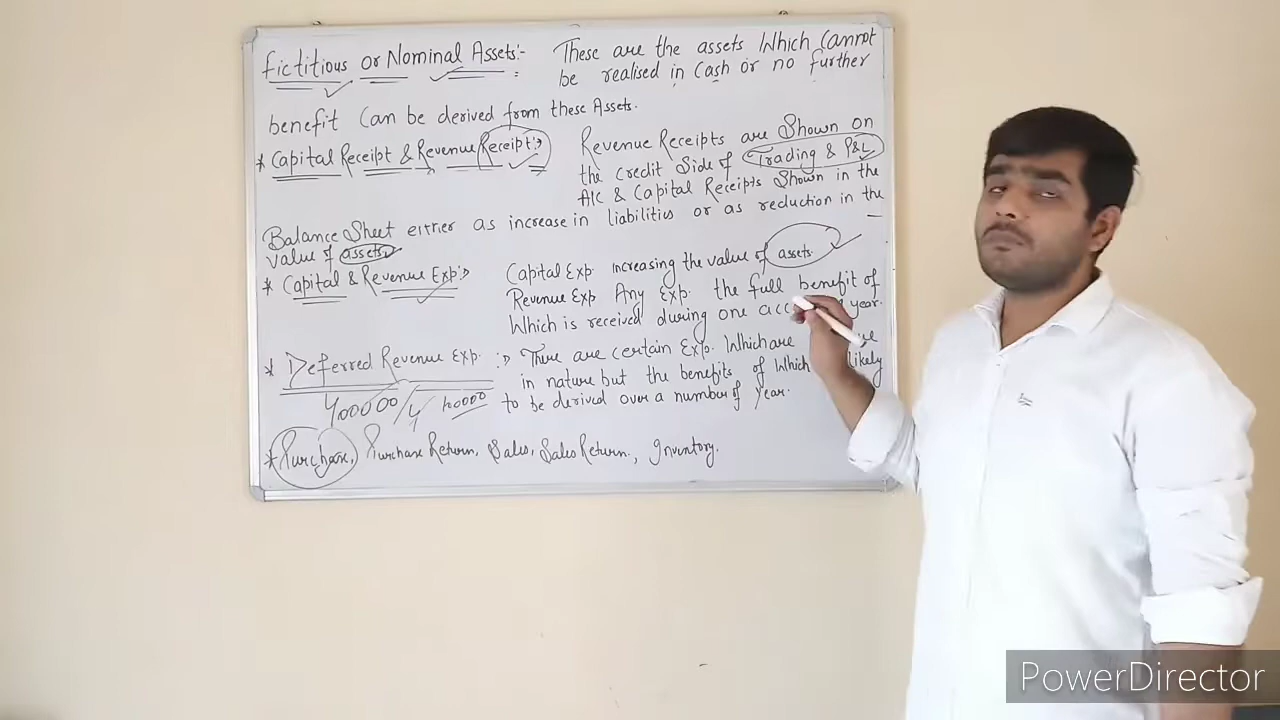 Fictitious or Nominal Assets:- These are the assets Which Cannot
be realised in Cash or no further
benefit Can be derived from these Assets.
* Capital Receipt & Revenue Receipt:- Revenue Receipts are Shown on
the credit Side of Trading & P&L
A/C & Capital Receipts Shown in the
Balance Sheet either as increase in liabilities or as reduction in the
value of assets
* Capital & Revenue Exp:- Capital Exp. increasing the value of assets.
Revenue Exp Any Exp. the full benefit of
Which is received during one acc year.
* Deferred Revenue Exp. :- There are certain Exp. Which are
in nature but the benefits of Which likely
to be derived over a number of year.
400000/4 100000
* Purchase, Purchase Return, Sales, Sales Return, Inventory.
PowerDirector